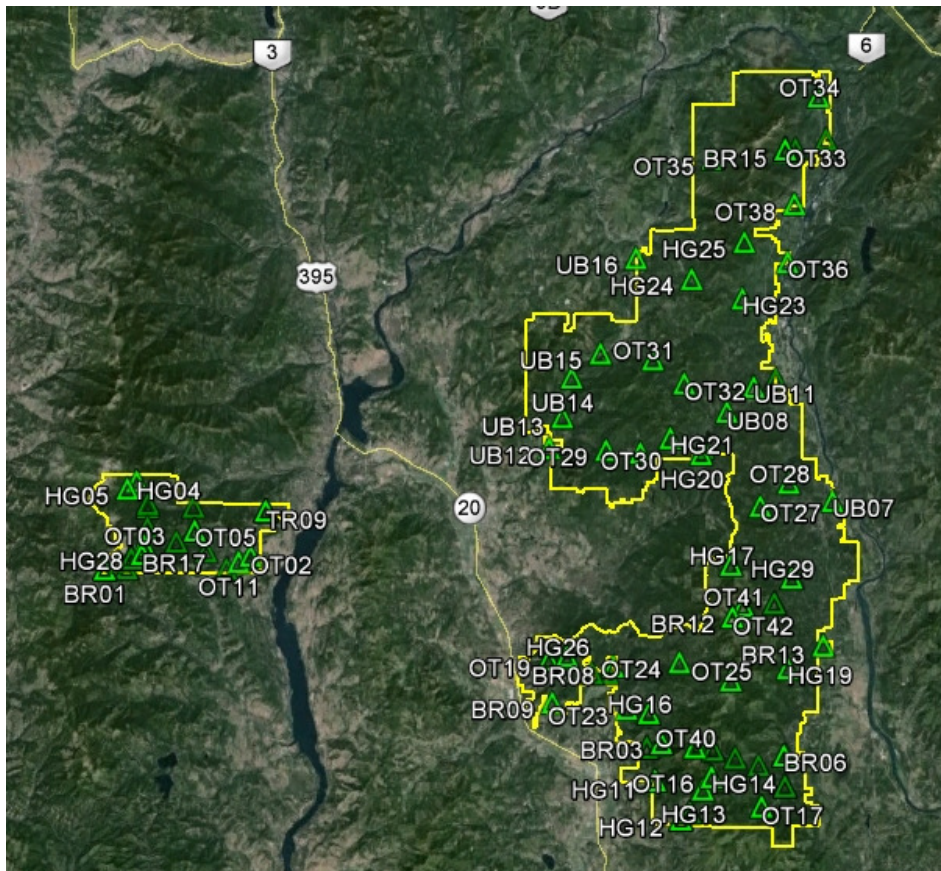 3
6
OT34
OT35
BR15
OT33
OT38
HG25
UB16
OT36
HG24
395
HG23
UB15
OT31
OT32
UB11
UB14
UB08
UB13
UB12
OT29
OT30
HG21
HG20
OT28
HG05
HG04
20
TR09
OT27
UB07
OT03
OT05
HG28
BR17
OT02
BR01
OT11
HG17
HG29
OT41
BR12
OT42
OT19
HG26
BR08
OT24
OT25
BR13
HG19
BR09
OT23
HG16
BR03
OT40
BR06
HG11
OT16
HG14
HG12
HG13
OT17